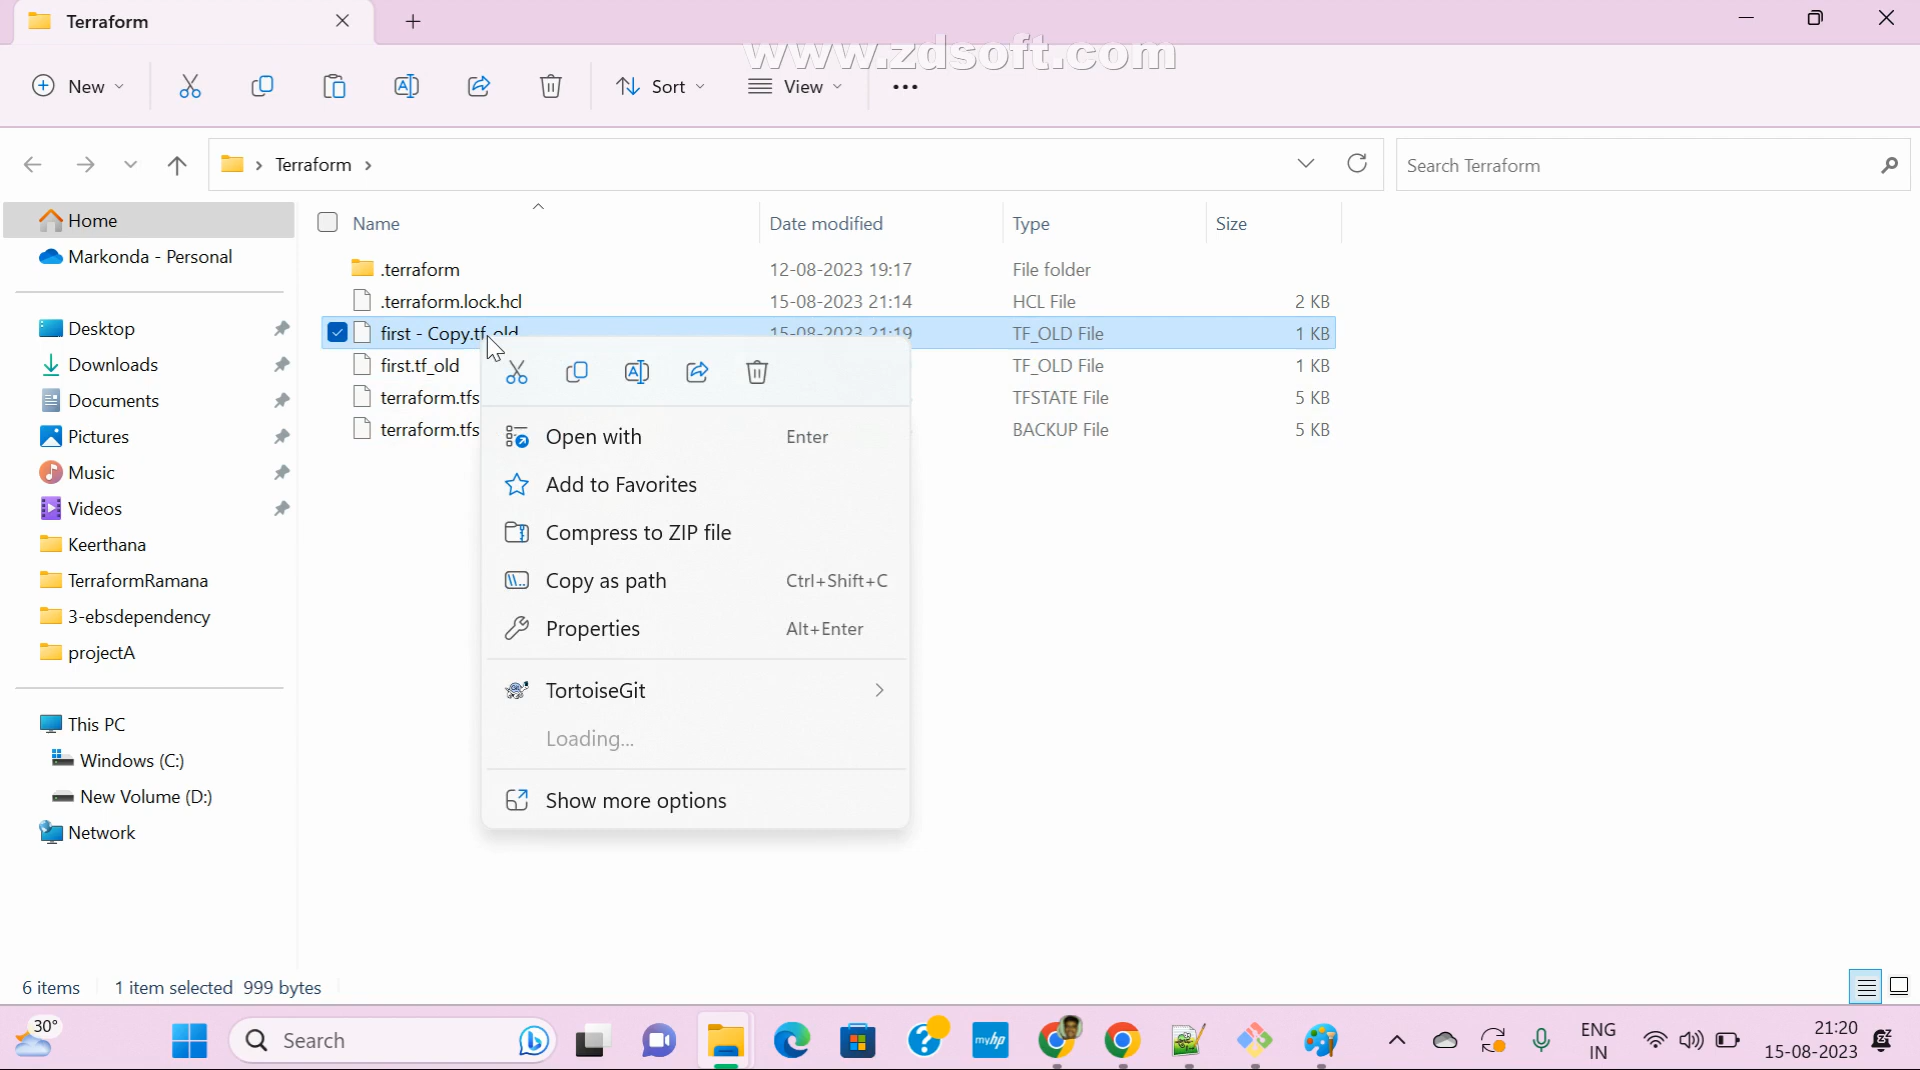 Terraform
www.zdsoft.com
New
Sort
View
Terraform
Search Terraform
Home
Markonda - Personal
Desktop
Downloads
Documents
Pictures
Music
Videos
Keerthana
TerraformRamana
3-ebsdependency
projectA
This PC
Windows (C:)
New Volume (D:)
Network
Name Date modified Type Size
.terraform 12-08-2023 19:17 File folder
.terraform.lock.hcl 15-08-2023 21:14 HCL File 2 KB
first - Copy.tf_old 15-08-2023 21:19 TF_OLD File 1 KB
first.tf_old TF_OLD File 1 KB
terraform.tfs TFSTATE File 5 KB
terraform.tfs BACKUP File 5 KB
Open with Enter
Add to Favorites
Compress to ZIP file
Copy as path Ctrl+Shift+C
Properties Alt+Enter
TortoiseGit
Loading...
Show more options
6 items 1 item selected 999 bytes
30°
Search
myhp
ENG
IN
21:20
15-08-2023